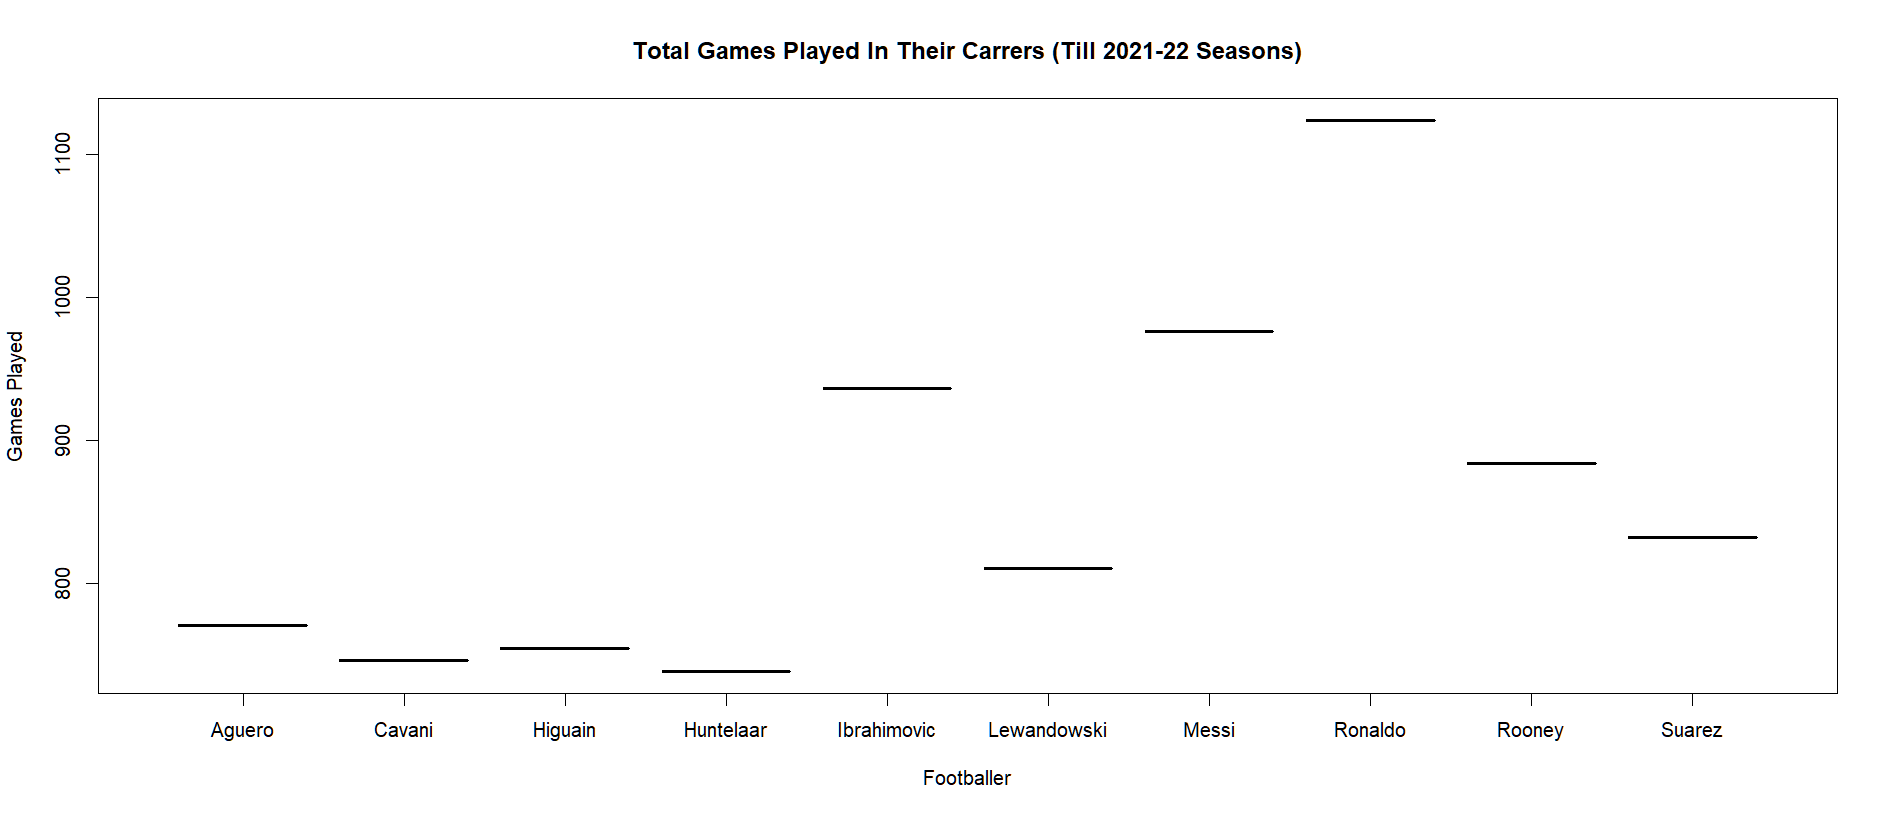 Total Games Played In Their Carrers (Till 2021-22 Seasons)
Games Played
1100
1000
900
800
Aguero Cavani Higuain Huntelaar Ibrahimovic Lewandowski Messi Ronaldo Rooney Suarez
Footballer